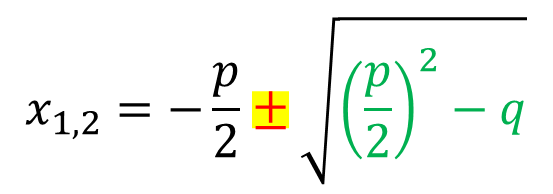 x₁,₂ = −p/2 ± √((p/2)² − q)